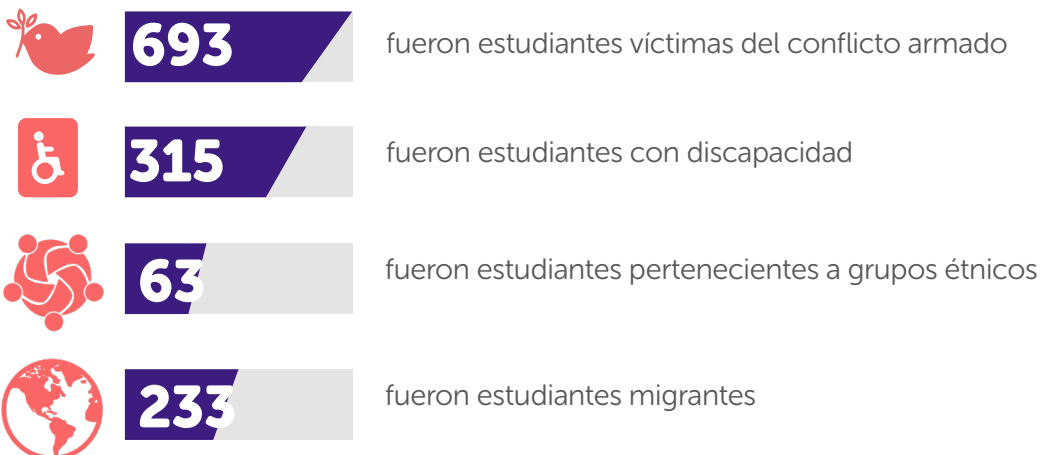 693 fueron estudiantes víctimas del conflicto armado
315 fueron estudiantes con discapacidad
63 fueron estudiantes pertenecientes a grupos étnicos
233 fueron estudiantes migrantes